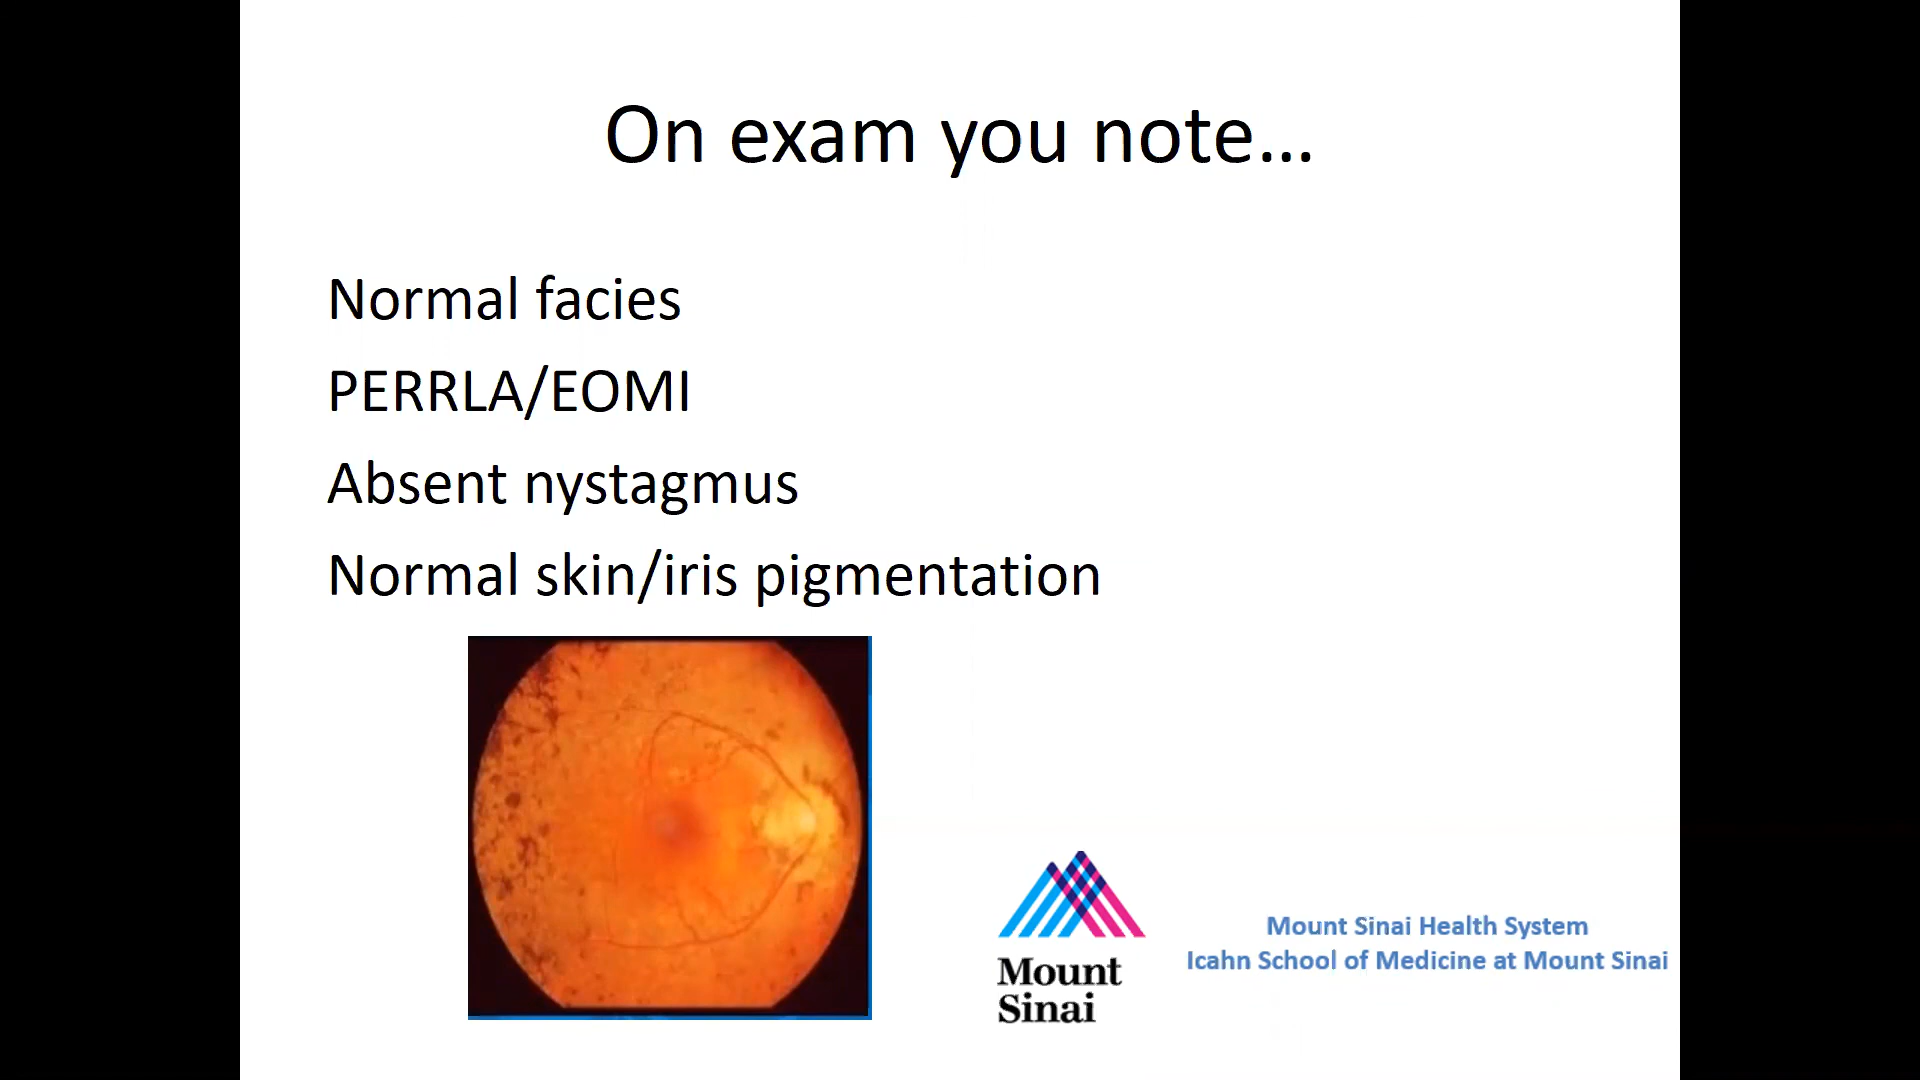 On exam you note…
Normal facies
PERRLA/EOMI
Absent nystagmus
Normal skin/iris pigmentation
Mount
Sinai
Mount Sinai Health System
Icahn School of Medicine at Mount Sinai